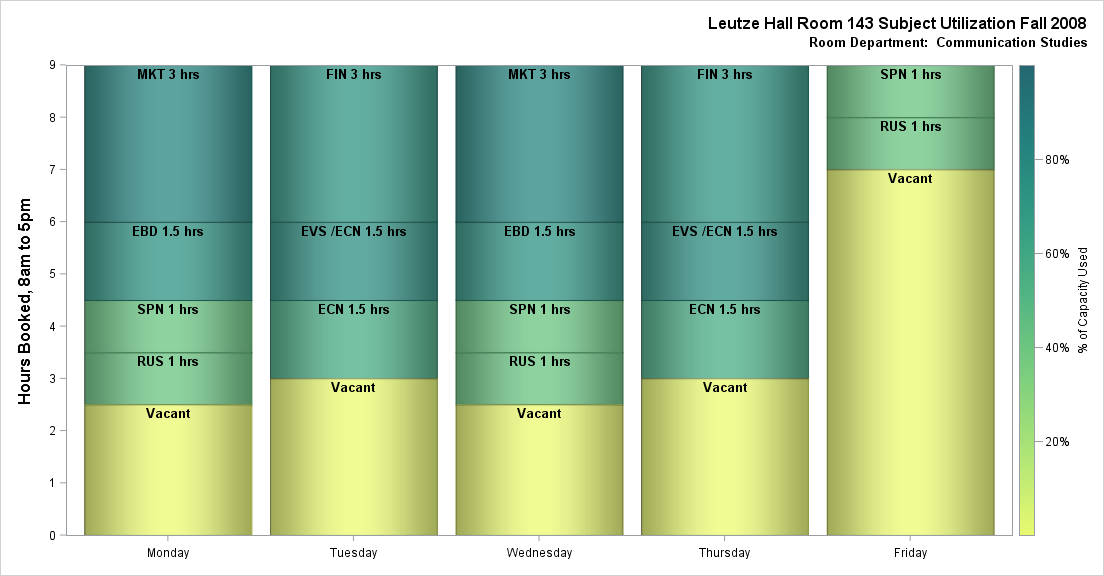 Leutze Hall Room 143 Subject Utilization Fall 2008
Room Department:  Communication Studies
Hours Booked, 8am to 5pm
9
8
7
6
5
4
3
2
1
0
MKT 3 hrs
EBD 1.5 hrs
SPN 1 hrs
RUS 1 hrs
Vacant
Monday
FIN 3 hrs
EVS /ECN 1.5 hrs
ECN 1.5 hrs
Vacant
Tuesday
MKT 3 hrs
EBD 1.5 hrs
SPN 1 hrs
RUS 1 hrs
Vacant
Wednesday
FIN 3 hrs
EVS /ECN 1.5 hrs
ECN 1.5 hrs
Vacant
Thursday
SPN 1 hrs
RUS 1 hrs
Vacant
Friday
80%
60%
40%
20%
% of Capacity Used